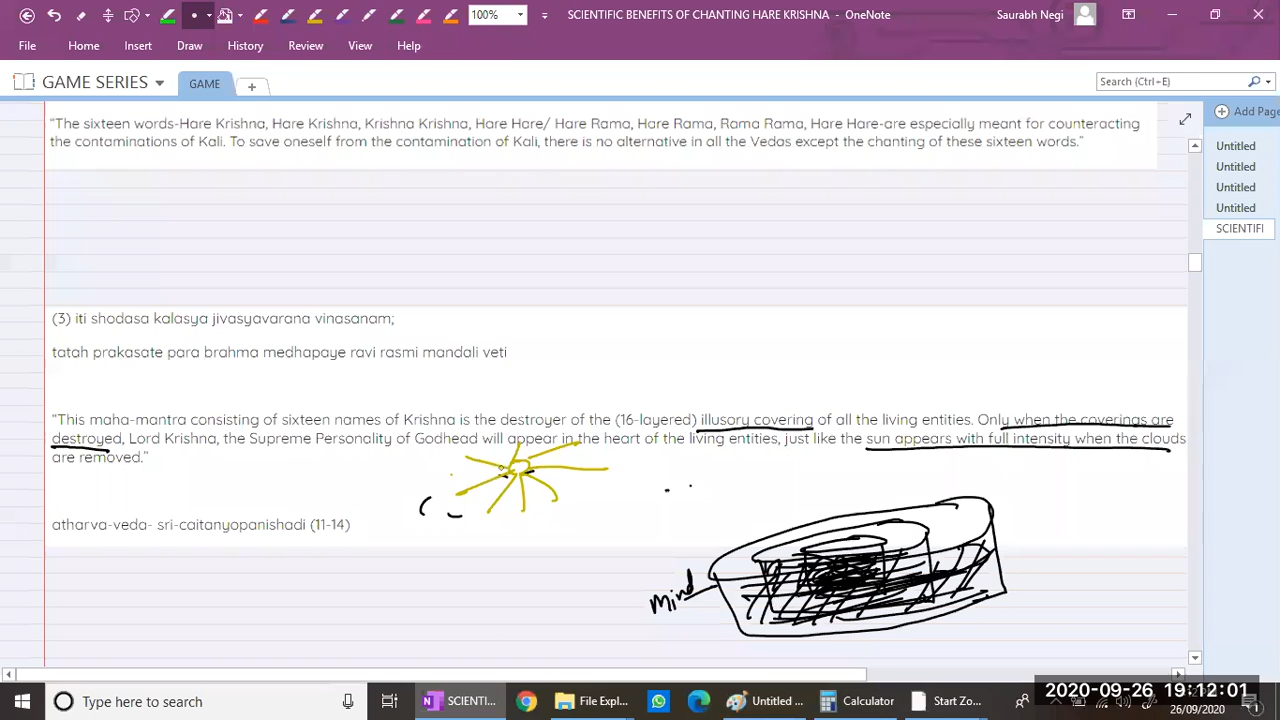 100%
SCIENTIFIC BENEFITS OF CHANTING HARE KRISHNA - OneNote
Saurabh Negi
File Home Insert Draw History Review View Help
GAME SERIES
GAME
Search (Ctrl+E)
"The sixteen words-Hare Krishna, Hare Krishna, Krishna Krishna, Hare Hare/ Hare Rama, Hare Rama, Rama Rama, Hare Hare-are especially meant for counteracting
the contaminations of Kali. To save oneself from the contamination of Kali, there is no alternative in all the Vedas except the chanting of these sixteen words."
Add Page
Untitled
Untitled
Untitled
Untitled
SCIENTIFI
(3) iti shodasa kalasya jivasyavarana vinasanam;
tatah prakasate para brahma medhapaye ravi rasmi mandali veti
"This maha-mantra consisting of sixteen names of Krishna is the destroyer of the (16-layered) illusory covering of all the living entities. Only when the coverings are
destroyed, Lord Krishna, the Supreme Personality of Godhead will appear in the heart of the living entities, just like the sun appears with full intensity when the clouds
are removed."
atharva-veda- sri-caitanyopanishadi (11-14)
Mind
Type here to search
SCIENTI...
File Expl...
Untitled ...
Calculator
Start Zo...
2020-09-26 19:12:01
26/09/2020